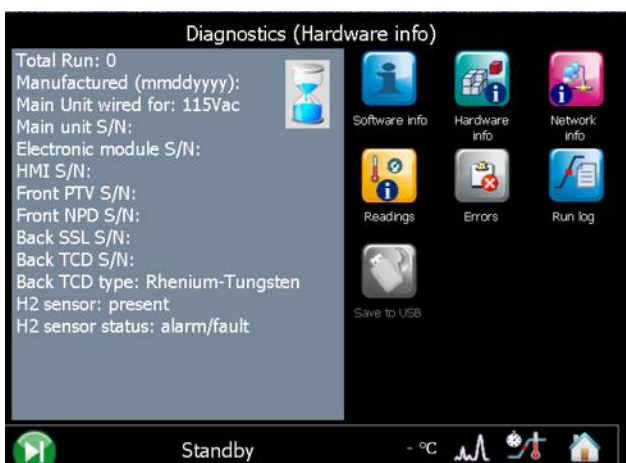 Diagnostics (Hardware info)
Total Run: 0
Manufactured (mmddyyyy):
Main Unit wired for: 115Vac
Main unit S/N:
Electronic module S/N:
HMI S/N:
Front PTV S/N:
Front NPD S/N:
Back SSL S/N:
Back TCD S/N:
Back TCD type: Rhenium-Tungsten
H2 sensor: present
H2 sensor status: alarm/fault
Software info
Hardware
info
Network
info
Readings
Errors
Run log
Save to USB
Standby
- ºC